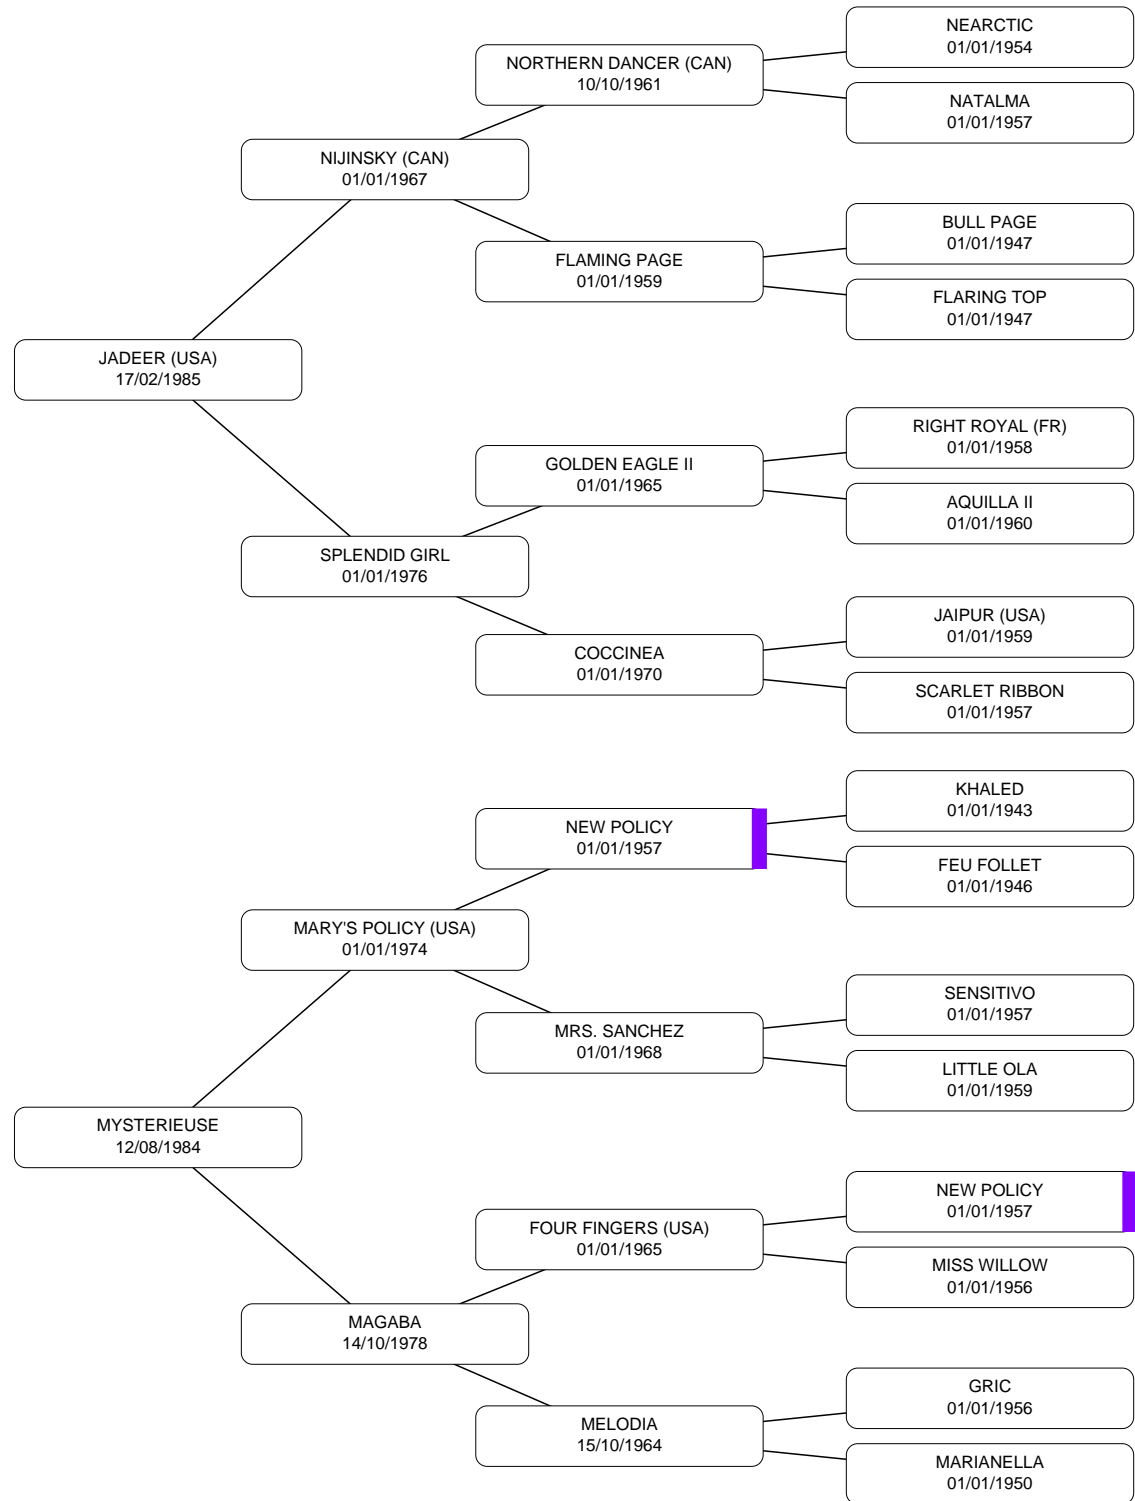 NEARCTIC
01/01/1954
NORTHERN DANCER (CAN)
10/10/1961
NATALMA
01/01/1957
NIJINSKY (CAN)
01/01/1967
BULL PAGE
01/01/1947
FLAMING PAGE
01/01/1959
FLARING TOP
01/01/1947
JADEER (USA)
17/02/1985
RIGHT ROYAL (FR)
01/01/1958
GOLDEN EAGLE II
01/01/1965
AQUILLA II
01/01/1960
SPLENDID GIRL
01/01/1976
JAIPUR (USA)
01/01/1959
COCCINEA
01/01/1970
SCARLET RIBBON
01/01/1957
KHALED
01/01/1943
NEW POLICY
01/01/1957
FEU FOLLET
01/01/1946
MARY'S POLICY (USA)
01/01/1974
SENSITIVO
01/01/1957
MRS. SANCHEZ
01/01/1968
LITTLE OLA
01/01/1959
MYSTERIEUSE
12/08/1984
NEW POLICY
01/01/1957
FOUR FINGERS (USA)
01/01/1965
MISS WILLOW
01/01/1956
MAGABA
14/10/1978
GRIC
01/01/1956
MELODIA
15/10/1964
MARIANELLA
01/01/1950